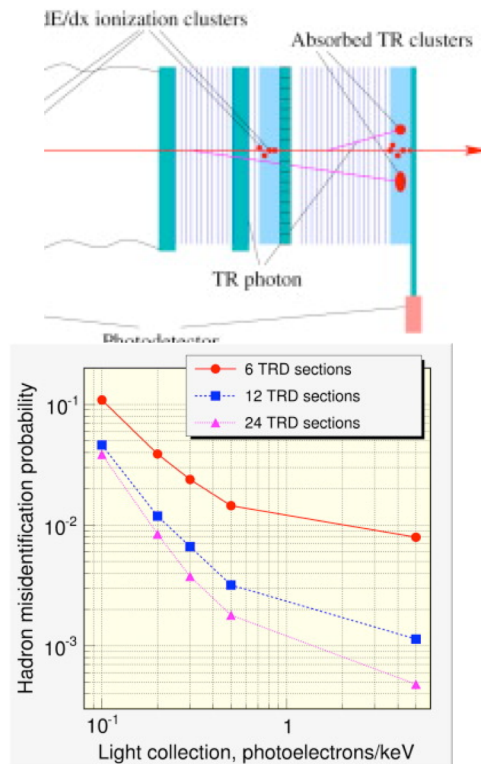 dE/dx ionization clusters
Absorbed TR clusters
TR photon
Photodetector
6 TRD sections
12 TRD sections
24 TRD sections
Hadron misidentification probability
10-1
10-2
10-3
10-1
1
Light collection, photoelectrons/keV